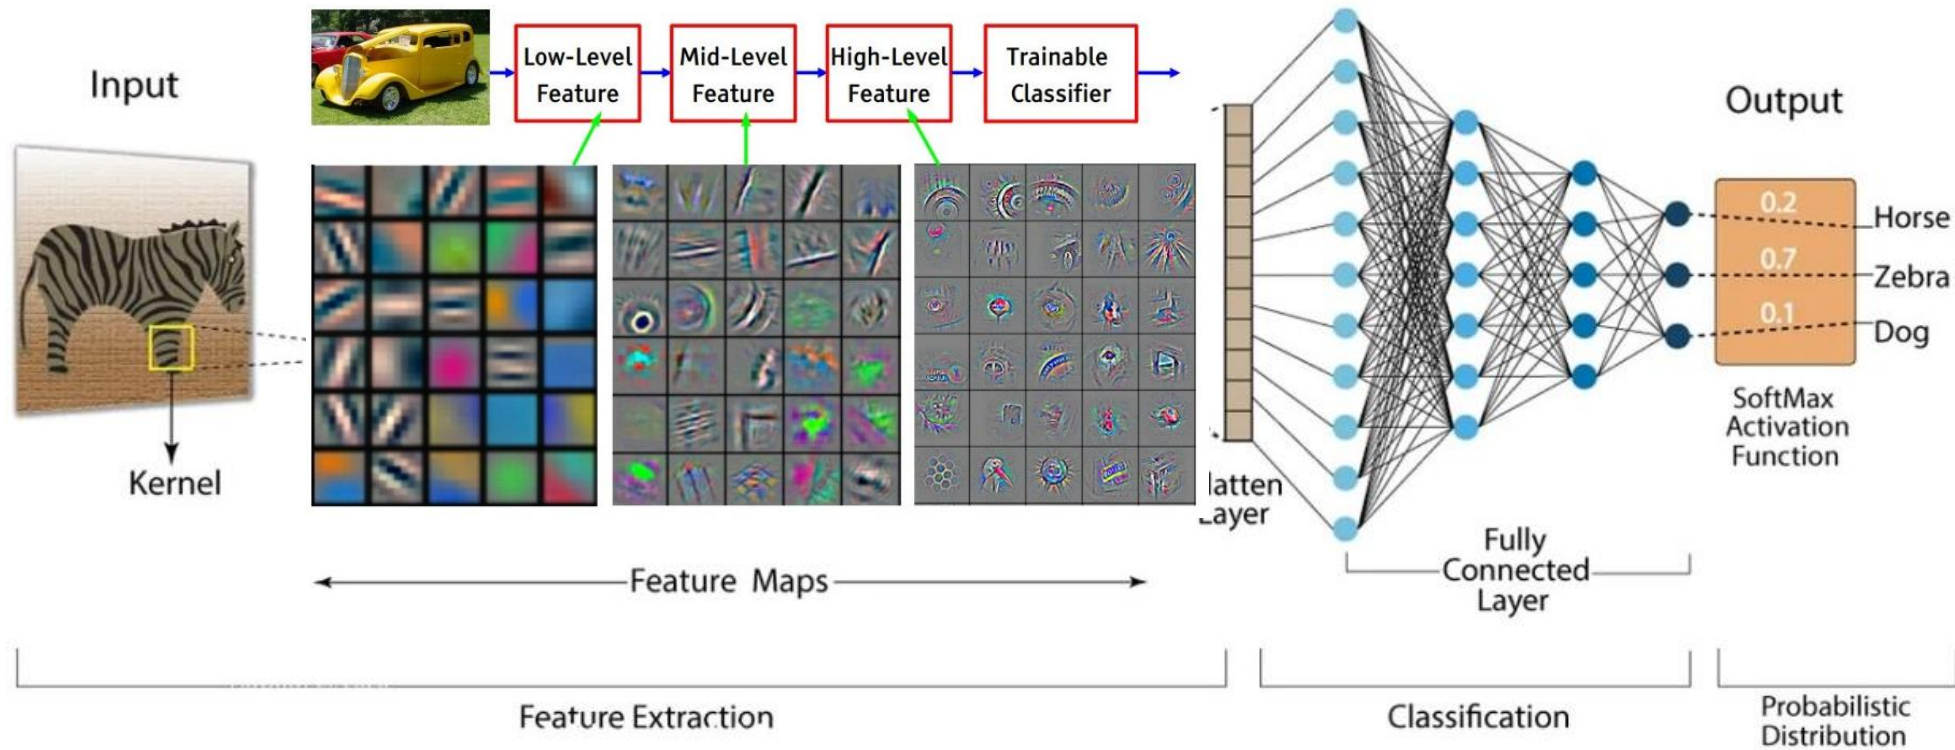 Input
Low-Level
Feature
Mid-Level
Feature
High-Level
Feature
Trainable
Classifier
Output
0.2
Horse
0.7
Zebra
0.1
Dog
SoftMax
Activation
Function
Kernel
latten
Layer
Feature Maps
Fully
Connected
Layer
Feature Extraction
Classification
Probabilistic
Distribution